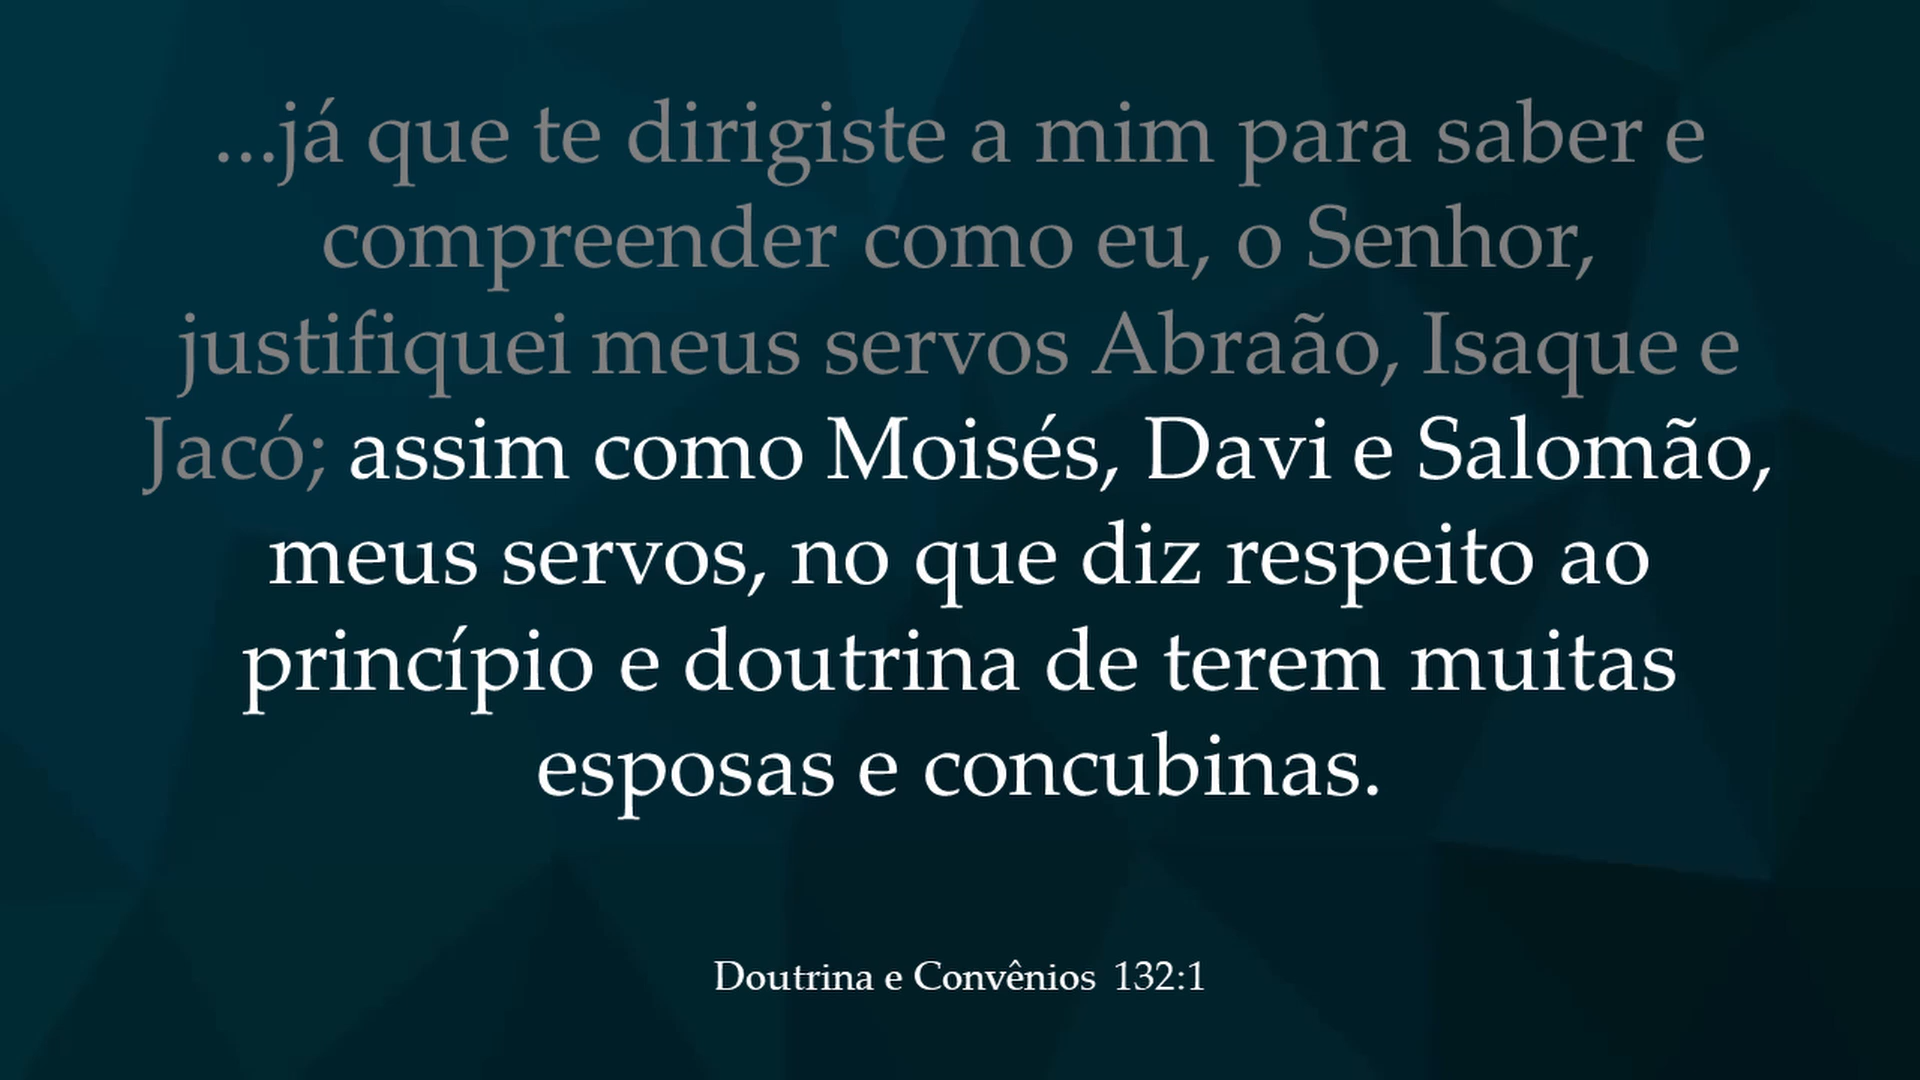 ...já que te dirigiste a mim para saber e
compreender como eu, o Senhor,
justifiquei meus servos Abraão, Isaque e
Jacó; assim como Moisés, Davi e Salomão,
meus servos, no que diz respeito ao
princípio e doutrina de terem muitas
esposas e concubinas.
Doutrina e Convênios 132:1